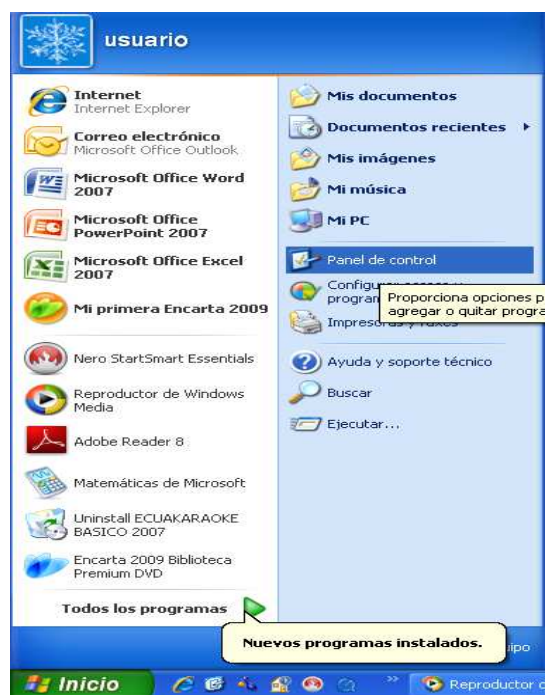 usuario
Internet
Internet Explorer
Correo electrónico
Microsoft Office Outlook
Microsoft Office Word
2007
Microsoft Office
PowerPoint 2007
Microsoft Office Excel
2007
Mi primera Encarta 2009
Nero StartSmart Essentials
Reproductor de Windows
Media
Adobe Reader 8
Matemáticas de Microsoft
Uninstall ECUAKARAOKE
BASICO 2007
Encarta 2009 Biblioteca
Premium DVD
Todos los programas
Mis documentos
Documentos recientes
Mis imágenes
Mi música
Mi PC
Panel de control
Proporciona opciones p
agregar o quitar progra
Ayuda y soporte técnico
Buscar
Ejecutar...
Nuevos programas instalados.
Inicio
Reproductor